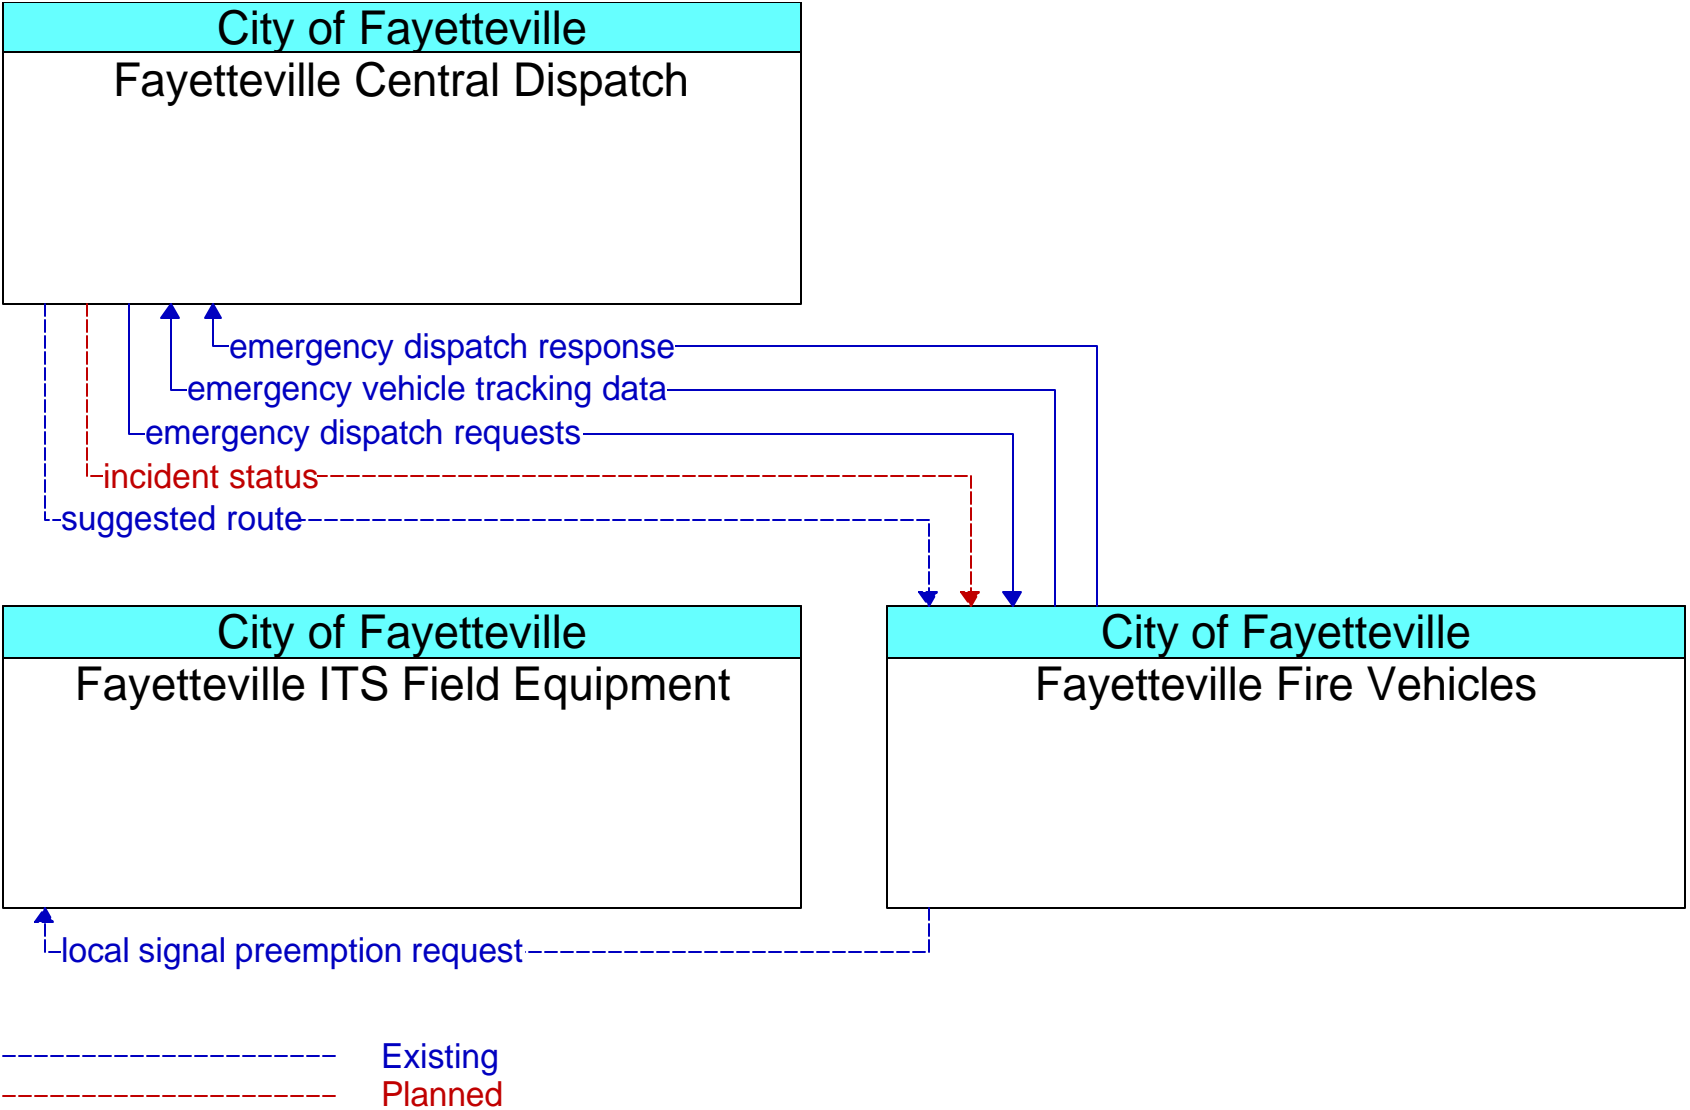 City of Fayetteville
Fayetteville Central Dispatch
emergency dispatch response
emergency vehicle tracking data
emergency dispatch requests
incident status
suggested route
City of Fayetteville
Fayetteville ITS Field Equipment
City of Fayetteville
Fayetteville Fire Vehicles
local signal preemption request
Existing
Planned